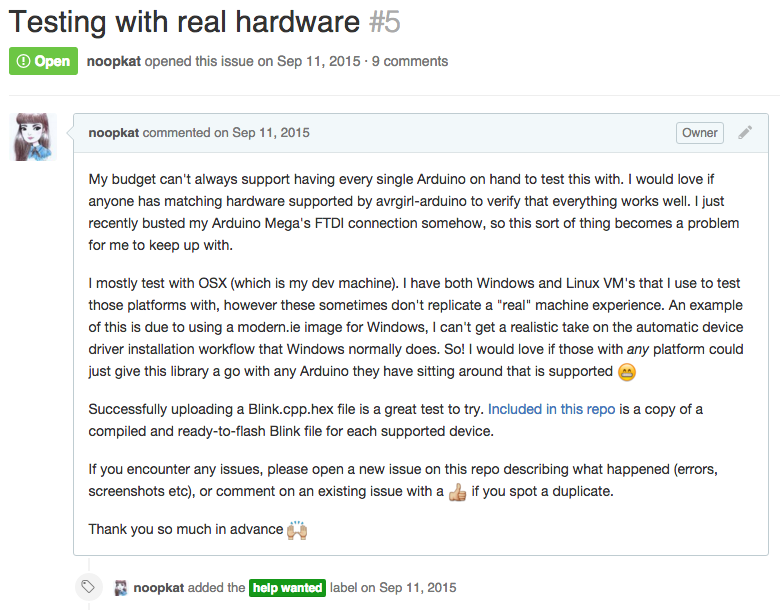 Testing with real hardware #5
Open noopkat opened this issue on Sep 11, 2015 · 9 comments
noopkat commented on Sep 11, 2015 Owner
My budget can't always support having every single Arduino on hand to test this with. I would love if
anyone has matching hardware supported by avrgirl-arduino to verify that everything works well. I just
recently busted my Arduino Mega's FTDI connection somehow, so this sort of thing becomes a problem
for me to keep up with.
I mostly test with OSX (which is my dev machine). I have both Windows and Linux VM's that I use to test
those platforms with, however these sometimes don't replicate a "real" machine experience. An example
of this is due to using a modern.ie image for Windows, I can't get a realistic take on the automatic device
driver installation workflow that Windows normally does. So! I would love if those with any platform could
just give this library a go with any Arduino they have sitting around that is supported 😁
Successfully uploading a Blink.cpp.hex file is a great test to try. Included in this repo is a copy of a
compiled and ready-to-flash Blink file for each supported device.
If you encounter any issues, please open a new issue on this repo describing what happened (errors,
screenshots etc), or comment on an existing issue with a 👍 if you spot a duplicate.
Thank you so much in advance 🙌
noopkat added the help wanted label on Sep 11, 2015